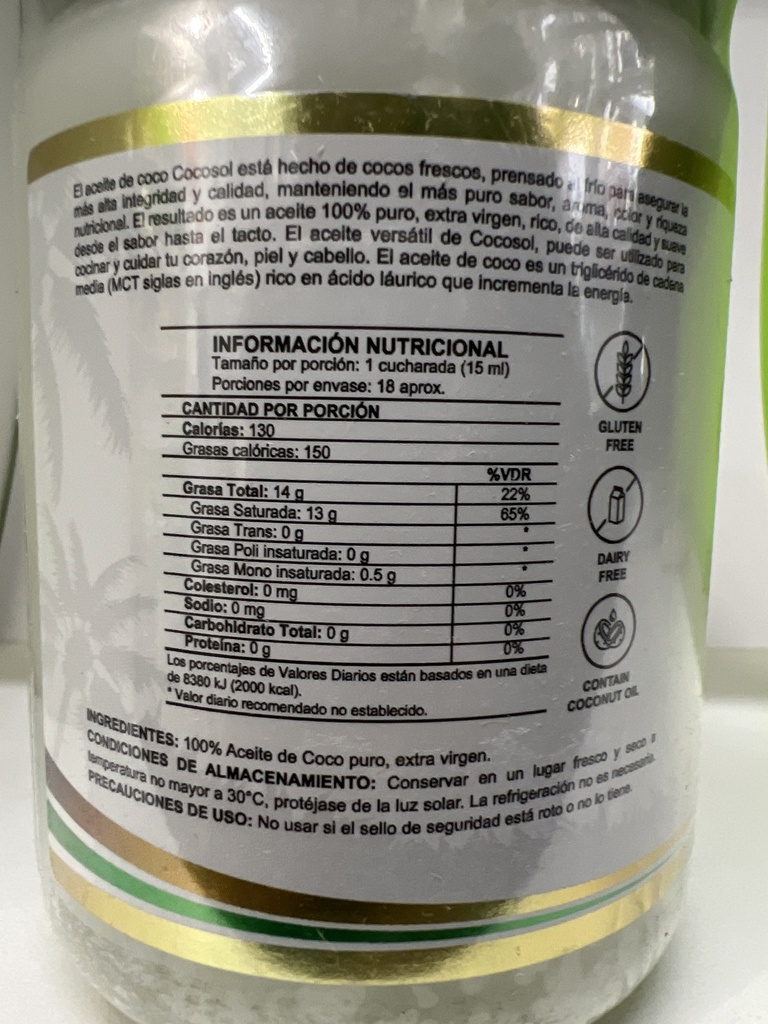 El aceite de coco Cocosol está hecho de cocos frescos, prensado al frío para asegurar la
más alta integridad y calidad, manteniendo el más puro sabor, aroma, color y riqueza
nutricional. El resultado es un aceite 100% puro, extra virgen, rico, de alta calidad y suave
desde el sabor hasta el tacto. El aceite versátil de Cocosol, puede ser utilizado para
cocinar y cuidar tu corazón, piel y cabello. El aceite de coco es un triglicérido de cadena
media (MCT siglas en inglés) rico en ácido láurico que incrementa la energía.
INFORMACIÓN NUTRICIONAL
Tamaño por porción: 1 cucharada (15 ml)
Porciones por envase: 18 aprox.
CANTIDAD POR PORCIÓN
Calorías: 130
Grasas calóricas: 150
%VDR
Grasa Total: 14 g 22%
Grasa Saturada: 13 g 65%
Grasa Trans: 0 g *
Grasa Poli insaturada: 0 g *
Grasa Mono insaturada: 0.5 g *
Colesterol: 0 mg 0%
Sodio: 0 mg 0%
Carbohidrato Total: 0 g 0%
Proteína: 0 g 0%
Los porcentajes de Valores Diarios están basados en una dieta
de 8380 kJ (2000 kcal).
* Valor diario recomendado no establecido.
GLUTEN
FREE
DAIRY
FREE
CONTAIN
COCONUT OIL
INGREDIENTES: 100% Aceite de Coco puro, extra virgen.
CONDICIONES DE ALMACENAMIENTO: Conservar en un lugar fresco y seco a
temperatura no mayor a 30°C, protéjase de la luz solar. La refrigeración no es necesaria.
PRECAUCIONES DE USO: No usar si el sello de seguridad está roto o no lo tiene.